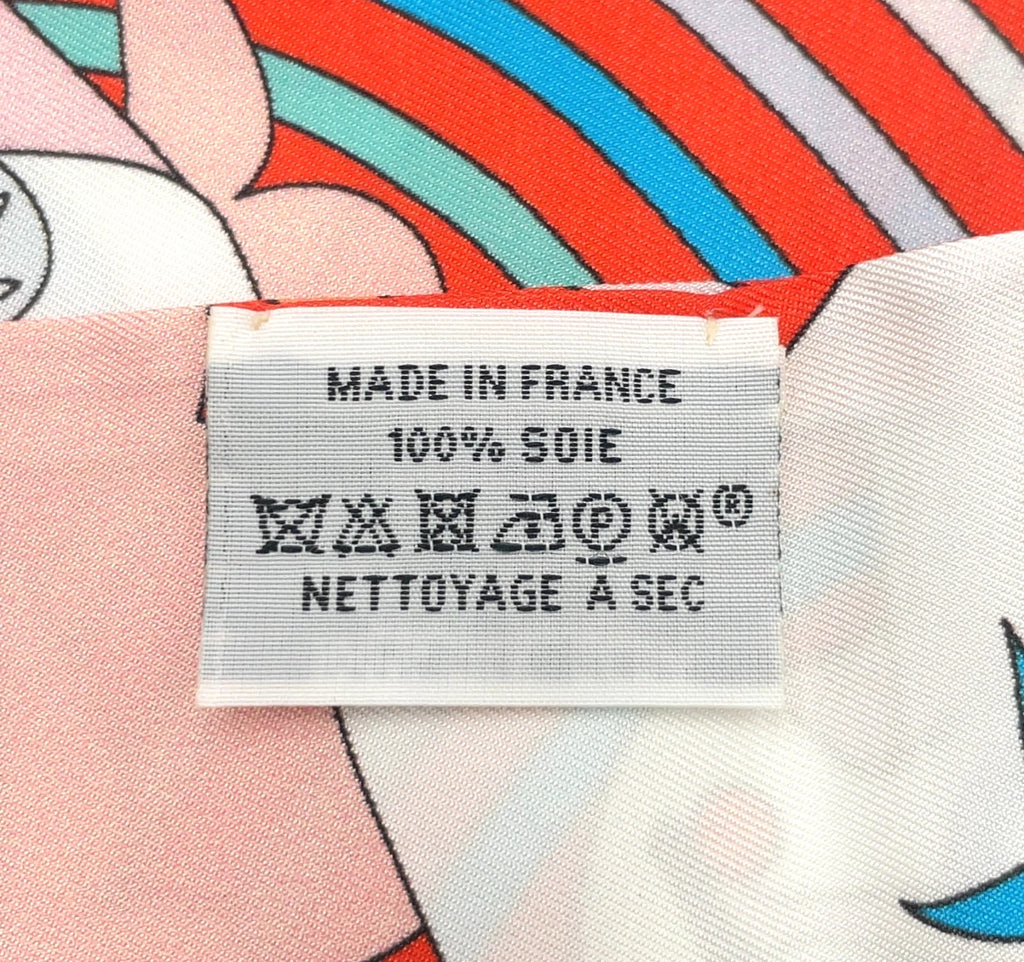 MADE IN FRANCE
100% SOIE
P ®
NETTOYAGE À SEC